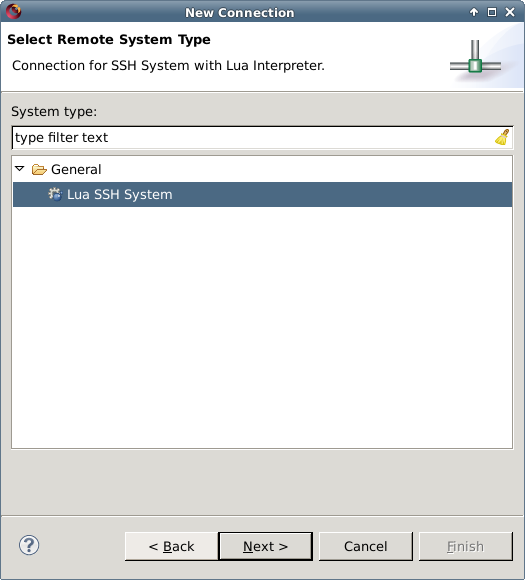 New Connection
Select Remote System Type
Connection for SSH System with Lua Interpreter.
System type:
type filter text
General
Lua SSH System
?
< Back
Next >
Cancel
Finish